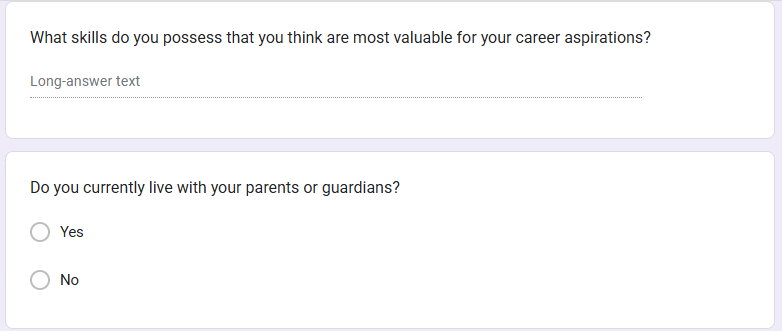 What skills do you possess that you think are most valuable for your career aspirations?
Long-answer text
Do you currently live with your parents or guardians?
Yes
No